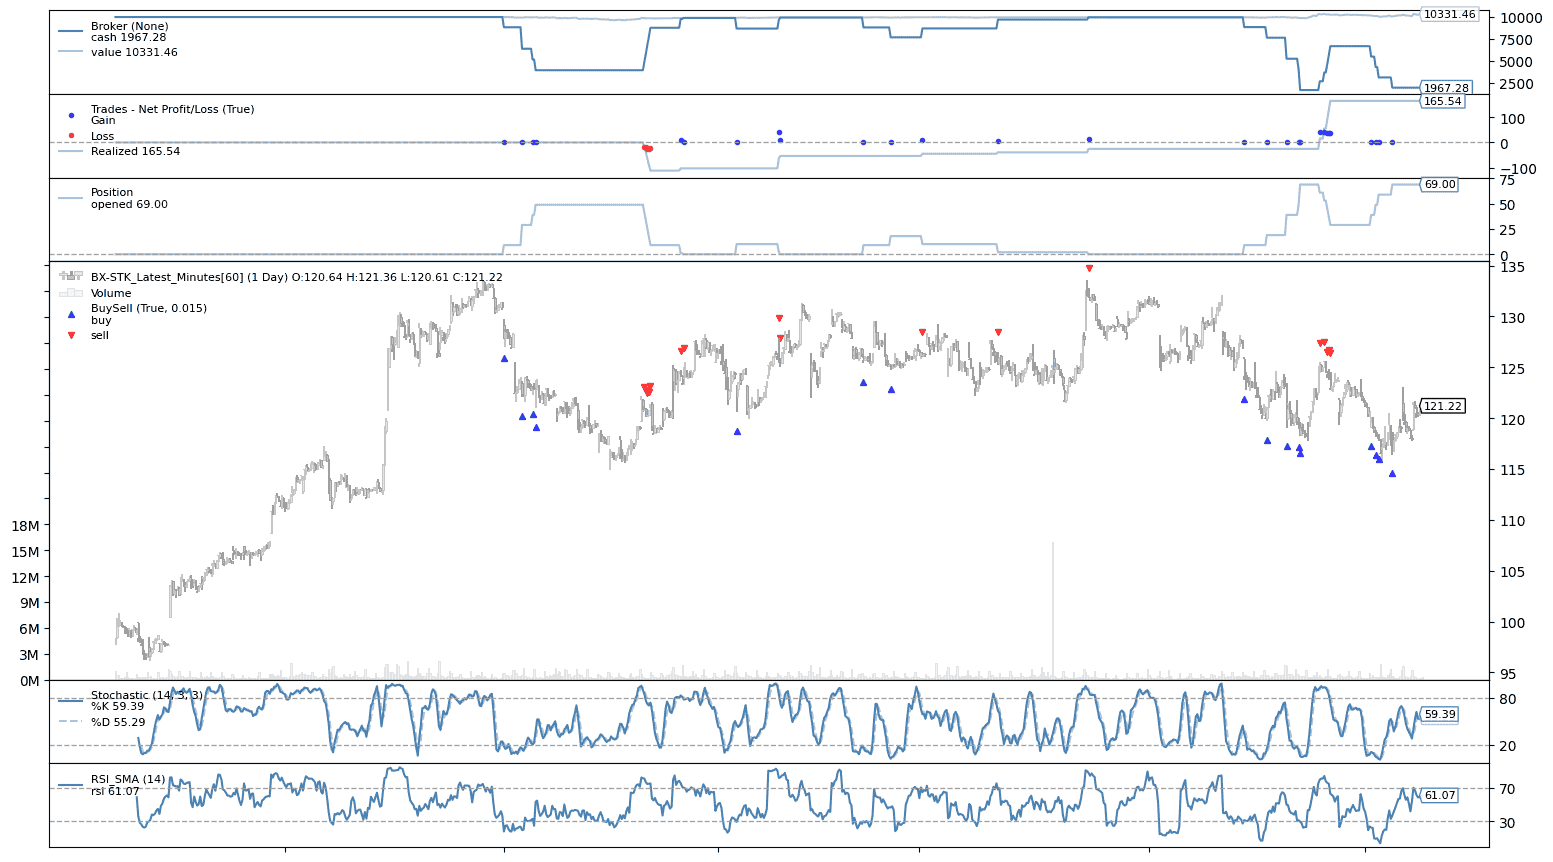 Broker (None)
cash 1967.28
value 10331.46
10331.46
10000
7500
5000
2500
1967.28
Trades - Net Profit/Loss (True)
Gain
Loss
Realized 165.54
165.54
100
0
−100
Position
opened 69.00
75
69.00
50
25
0
BX-STK_Latest_Minutes[60] (1 Day) O:120.64 H:121.36 L:120.61 C:121.22
Volume
BuySell (True, 0.015)
buy
sell
135
130
125
121.22
120
115
110
105
100
95
18M
15M
12M
9M
6M
3M
0M
Stochastic (14, 3, 3)
%K 59.39
%D 55.29
80
59.39
20
RSI_SMA (14)
rsi 61.07
70
61.07
30